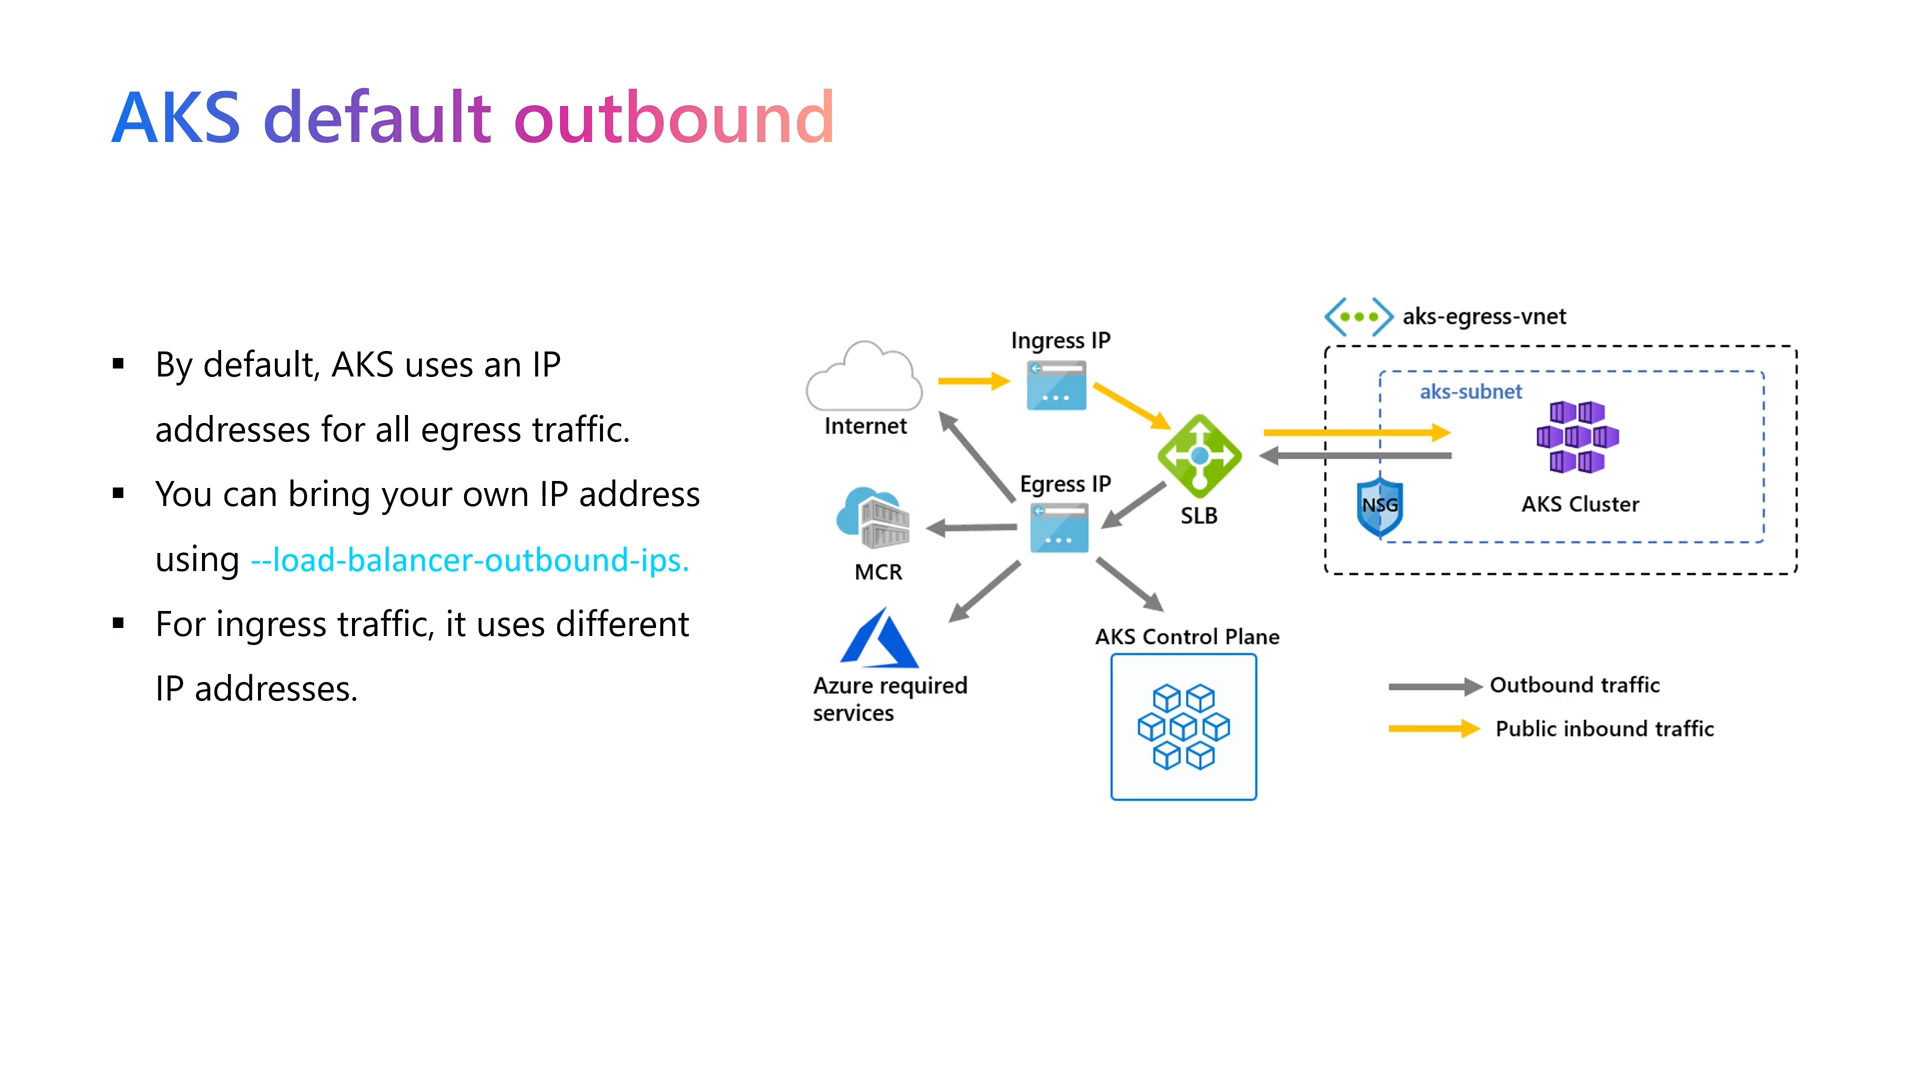 AKS default outbound
▪ By default, AKS uses an IP
addresses for all egress traffic.
▪ You can bring your own IP address
using --load-balancer-outbound-ips.
▪ For ingress traffic, it uses different
IP addresses.
Ingress IP
Internet
Egress IP
MCR
Azure required
services
SLB
AKS Control Plane
aks-egress-vnet
aks-subnet
NSG
AKS Cluster
Outbound traffic
Public inbound traffic